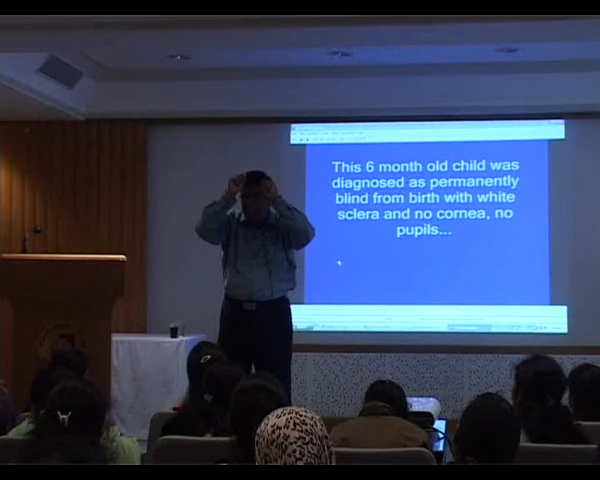 This 6 month old child was
diagnosed as permanently
blind from birth with white
sclera and no cornea, no
pupils...